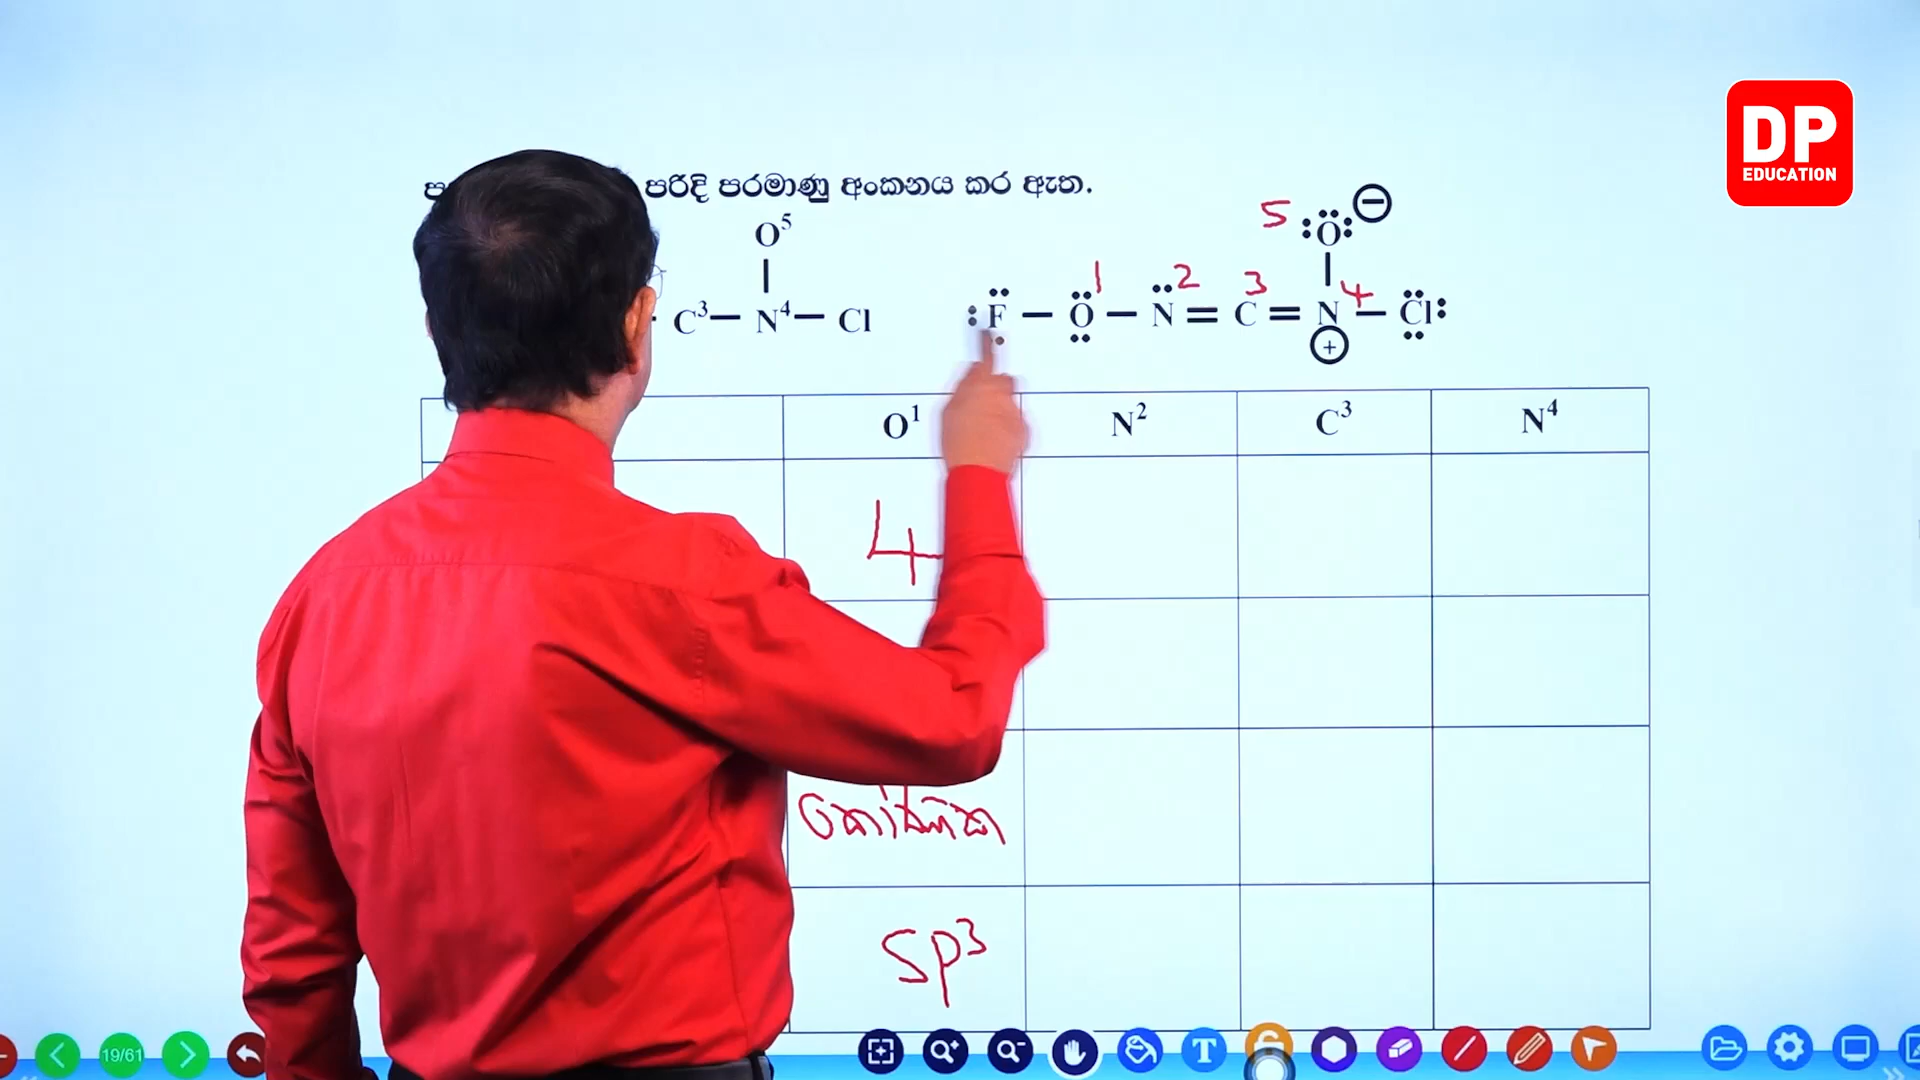 DP
EDUCATION
පරිදි පරමාණු අංකනය කර ඇත.
O⁵
C³ — N⁴ — Cl
5 :O: ⊖
1 2 3 4
:F — O — N = C = N — Cl:
+
O¹ N² C³ N⁴
4
කෝණික
sp³
19/61
T